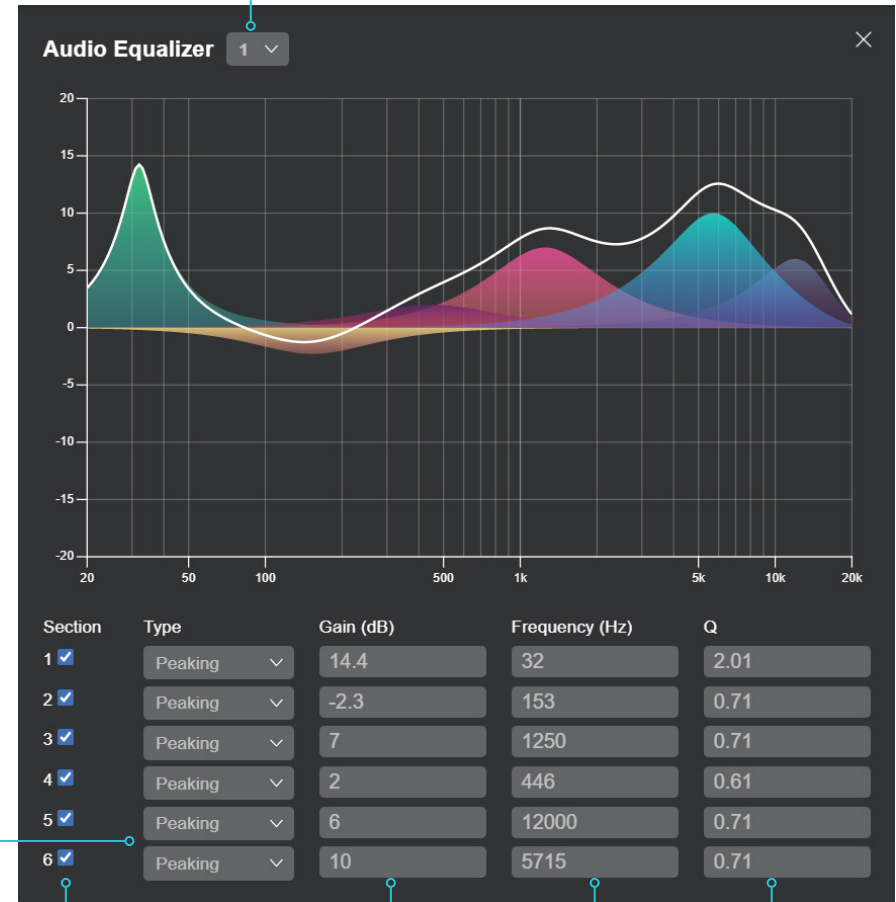 Audio Equalizer 1
20
15
10
5
0
-5
-10
-15
-20
20 50 100 500 1k 5k 10k 20k
Section Type Gain (dB) Frequency (Hz) Q
1 Peaking 14.4 32 2.01
2 Peaking -2.3 153 0.71
3 Peaking 7 1250 0.71
4 Peaking 2 446 0.61
5 Peaking 6 12000 0.71
6 Peaking 10 5715 0.71